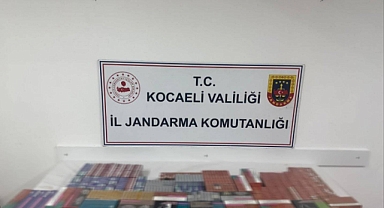 T.C.
KOCAELİ VALİLİĞİ
İL JANDARMA KOMUTANLIĞI